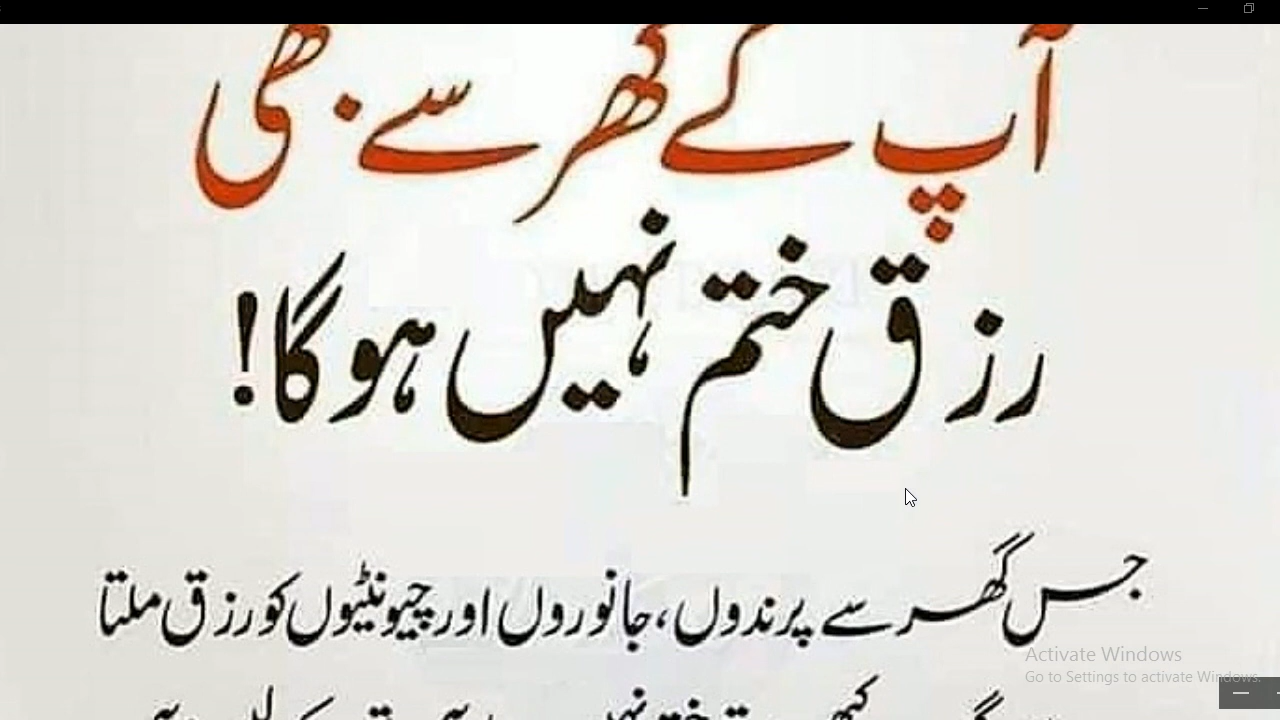 آپ کے گھر سے بھی
رزق ختم نہیں ہوگا!
جس گھر سے پرندوں، جانوروں اور چیونٹیوں کو رزق ملتا
Activate Windows
Go to Settings to activate Windows.